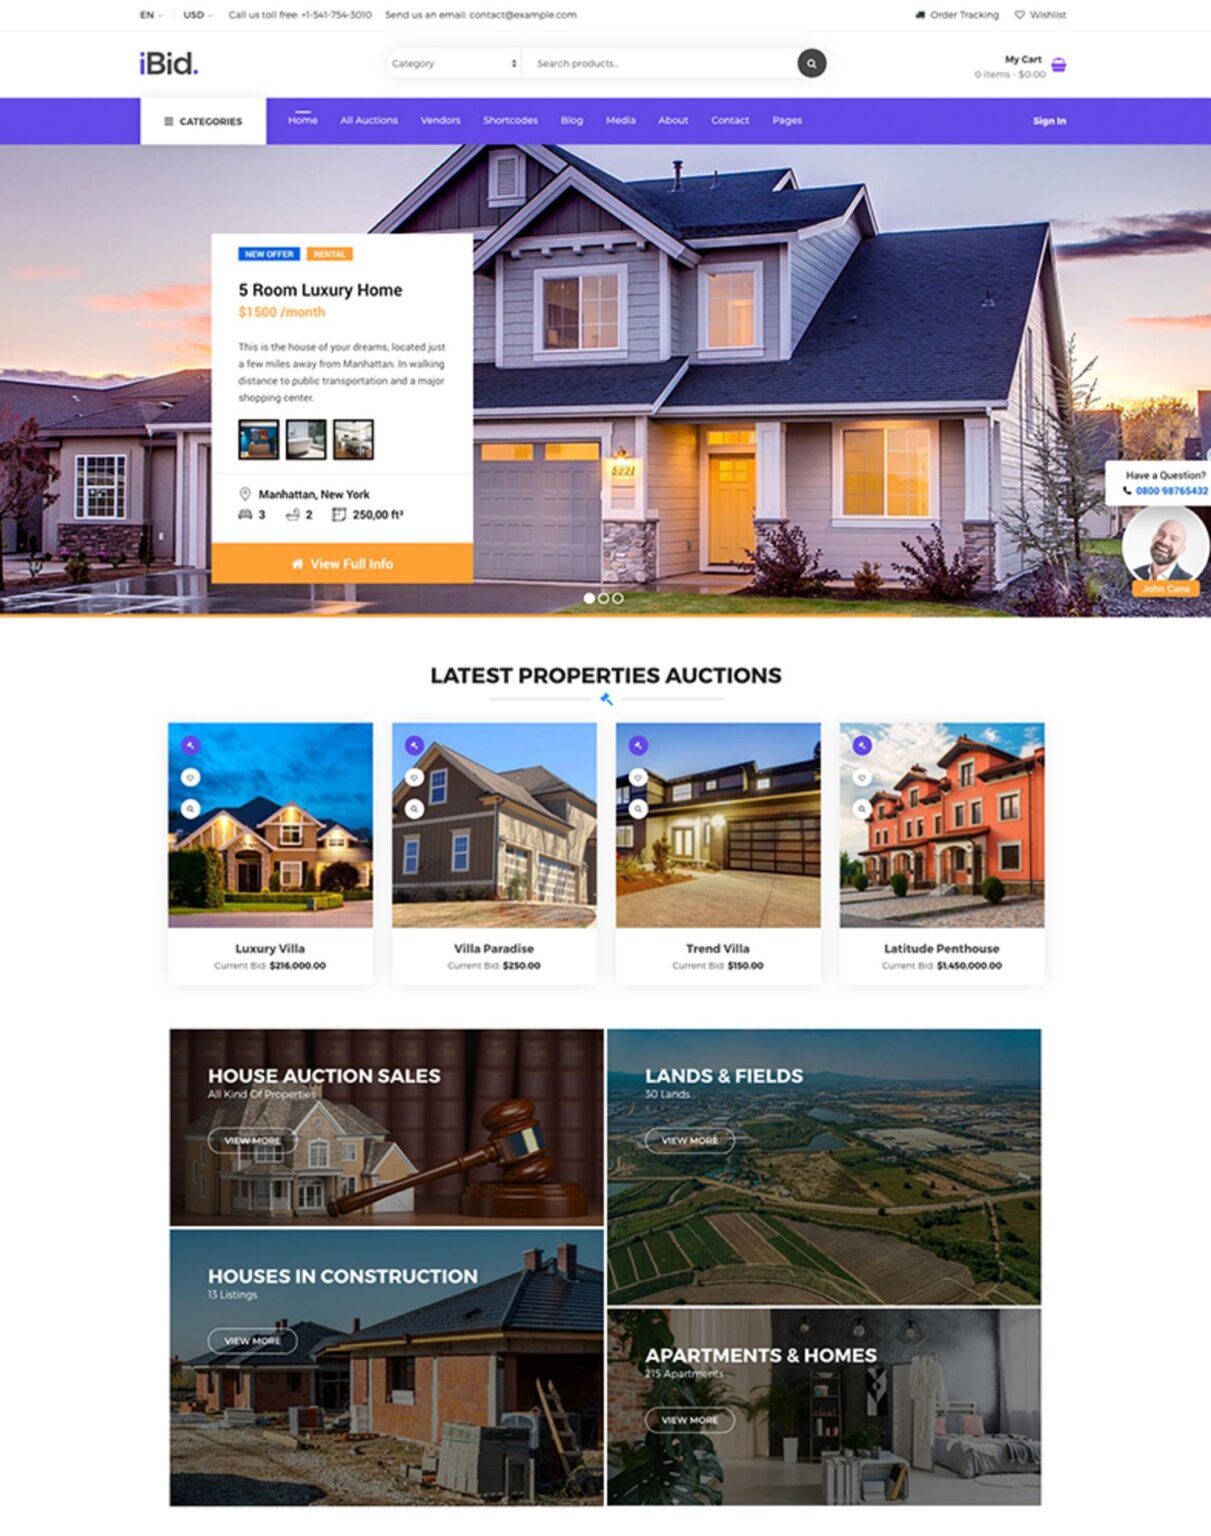 EN USD Call us toll free: +1-541-754-3010 Send us an email: contact@example.com Order Tracking Wishlist
iBid.
Category Search products...
My Cart
0 items - $0.00
CATEGORIES Home All Auctions Vendors Shortcodes Blog Media About Contact Pages Sign In
NEW OFFER RENTAL
5 Room Luxury Home
$1500 /month
This is the house of your dreams, located just
a few miles away from Manhattan. In walking
distance to public transportation and a major
shopping center.
Manhattan, New York
3 2 250,00 ft²
View Full Info
5221
Have a Question?
0800 98765432
John Cane
LATEST PROPERTIES AUCTIONS
Luxury Villa
Current Bid: $216,000.00
Villa Paradise
Current Bid: $250.00
Trend Villa
Current Bid: $150.00
Latitude Penthouse
Current Bid: $1,450,000.00
HOUSE AUCTION SALES
All Kind Of Properties
VIEW MORE
LANDS & FIELDS
30 Lands
VIEW MORE
HOUSES IN CONSTRUCTION
13 Listings
VIEW MORE
APARTMENTS & HOMES
215 Apartments
VIEW MORE